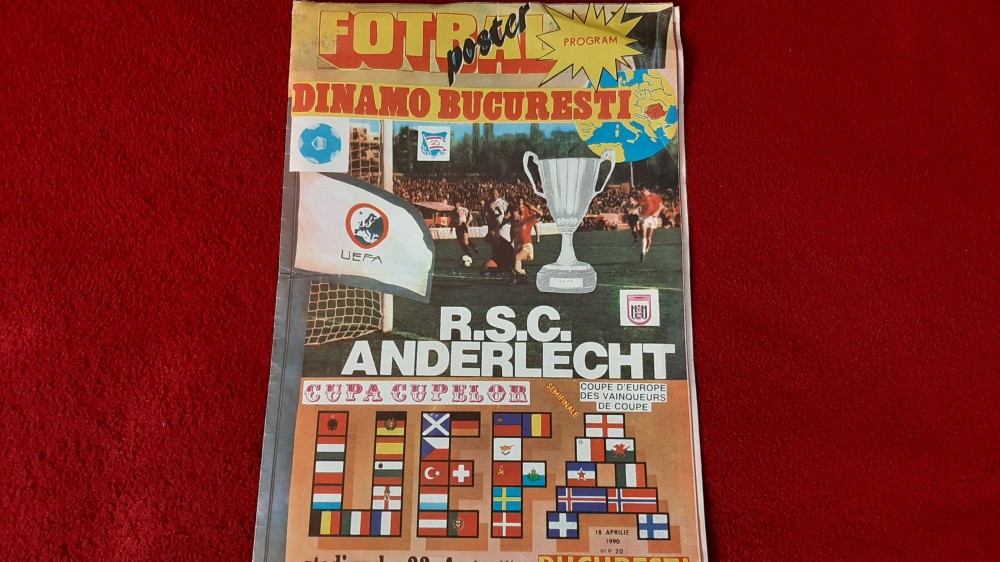 FOTBAL
poster
PROGRAM
DINAMO BUCURESTI
UEFA
R.S.C.
ANDERLECHT
CUPA CUPELOR
SEMIFINALE
COUPE D'EUROPE
DES VAINQUEURS
DE COUPE
UEFA
18 APRILIE
1990
ora 20
BUCURESTI